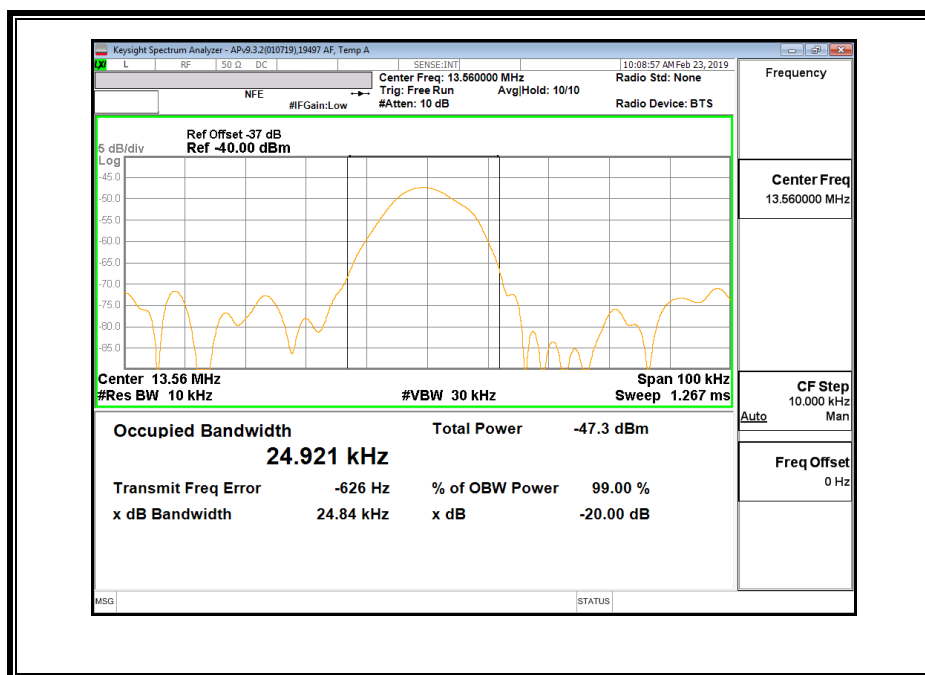 Keysight Spectrum Analyzer - APv9.3.2(010719),19497 AF, Temp A
LXI L RF 50 Ω DC SENSE:INT 10:08:57 AM Feb 23, 2019
Center Freq: 13.560000 MHz Radio Std: None
NFE Trig: Free Run Avg|Hold: 10/10
#IFGain:Low #Atten: 10 dB Radio Device: BTS
Ref Offset -37 dB
5 dB/div Ref -40.00 dBm
Log
-45.0
-50.0
-55.0
-60.0
-65.0
-70.0
-75.0
-80.0
-85.0
Center 13.56 MHz Span 100 kHz
#Res BW 10 kHz #VBW 30 kHz Sweep 1.267 ms
Occupied Bandwidth Total Power -47.3 dBm
24.921 kHz
Transmit Freq Error -626 Hz % of OBW Power 99.00 %
x dB Bandwidth 24.84 kHz x dB -20.00 dB
MSG STATUS
Frequency
Center Freq
13.560000 MHz
CF Step
10.000 kHz
Auto Man
Freq Offset
0 Hz